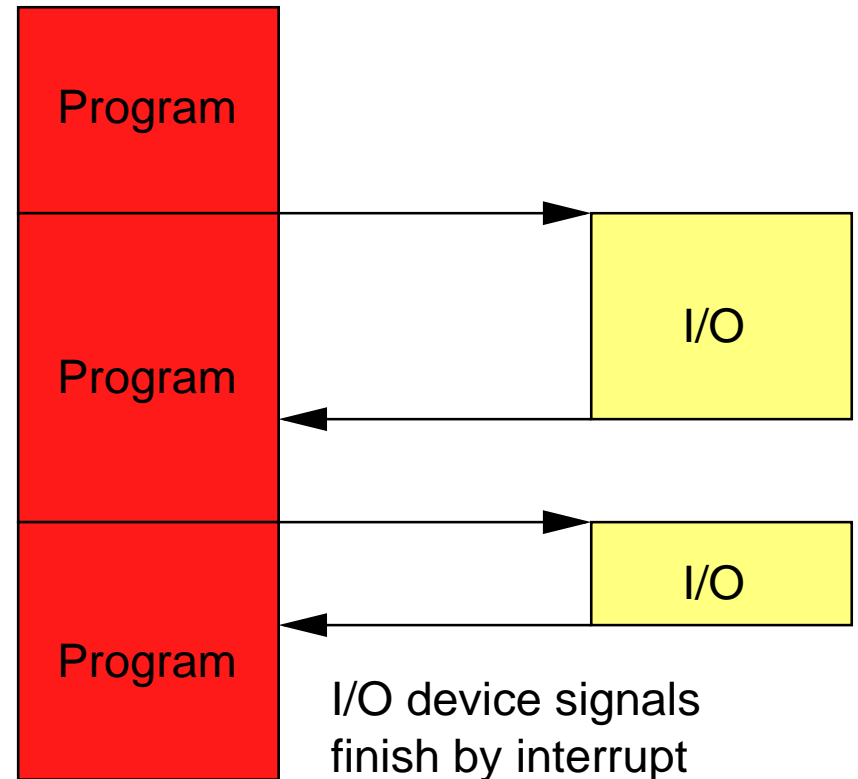 Program
I/O
Program
I/O
Program
I/O device signals
finish by interrupt